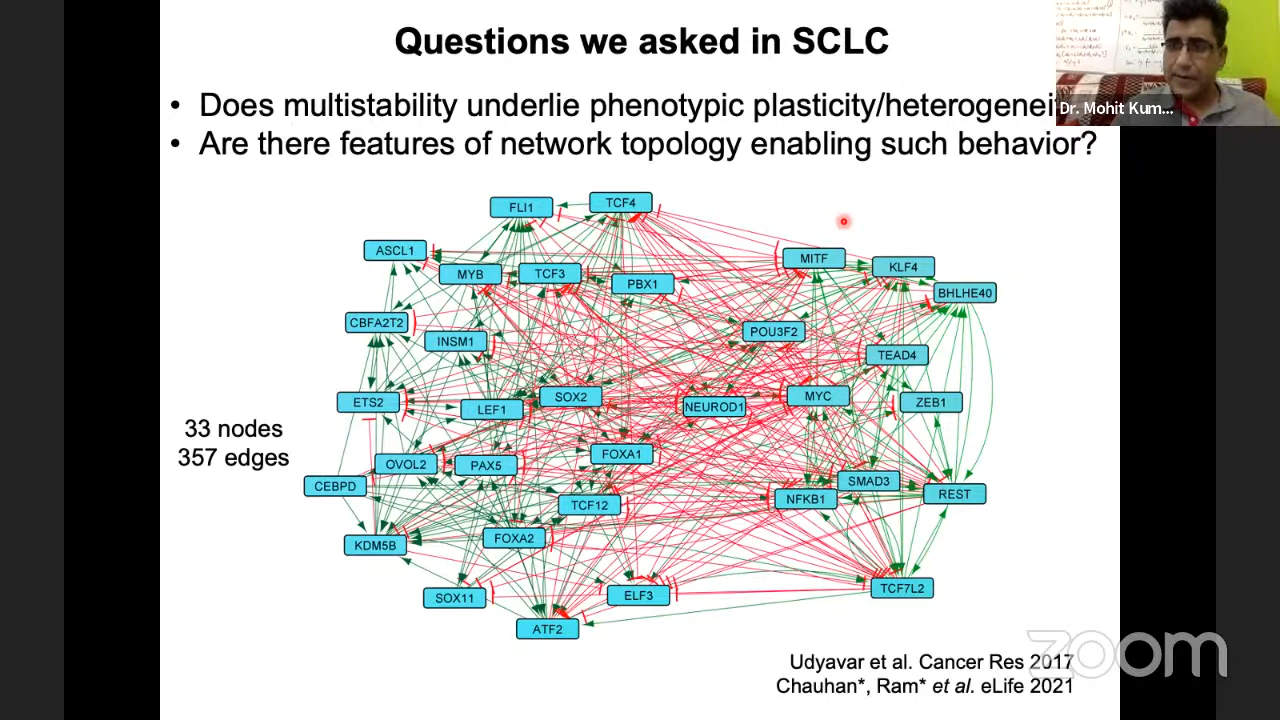 Questions we asked in SCLC
Dr. Mohit Kum...
• Does multistability underlie phenotypic plasticity/heterogenei
• Are there features of network topology enabling such behavior?
FLI1
TCF4
ASCL1
MYB
TCF3
PBX1
MITF
KLF4
BHLHE40
CBFA2T2
INSM1
POU3F2
TEAD4
ETS2
LEF1
SOX2
NEUROD1
MYC
ZEB1
33 nodes
357 edges
OVOL2
PAX5
FOXA1
CEBPD
TCF12
NFKB1
SMAD3
REST
KDM5B
FOXA2
SOX11
ELF3
TCF7L2
ATF2
zoom
Udyavar et al. Cancer Res 2017
Chauhan*, Ram* et al. eLife 2021